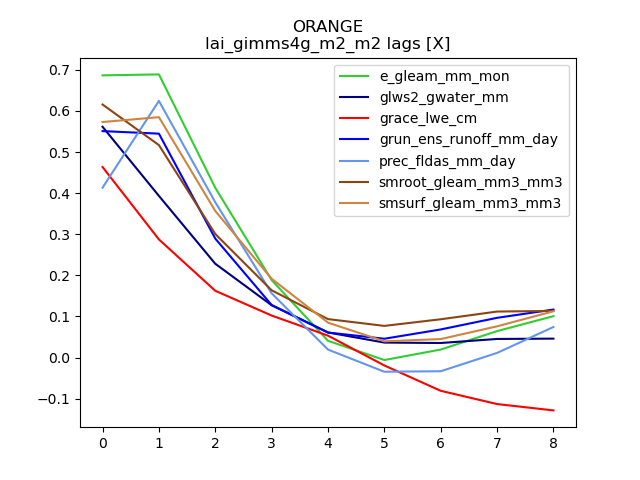 ORANGE
lai_gimms4g_m2_m2 lags [X]
0.7
0.6
0.5
0.4
0.3
0.2
0.1
0.0
−0.1
0 1 2 3 4 5 6 7 8
e_gleam_mm_mon
glws2_gwater_mm
grace_lwe_cm
grun_ens_runoff_mm_day
prec_fldas_mm_day
smroot_gleam_mm3_mm3
smsurf_gleam_mm3_mm3